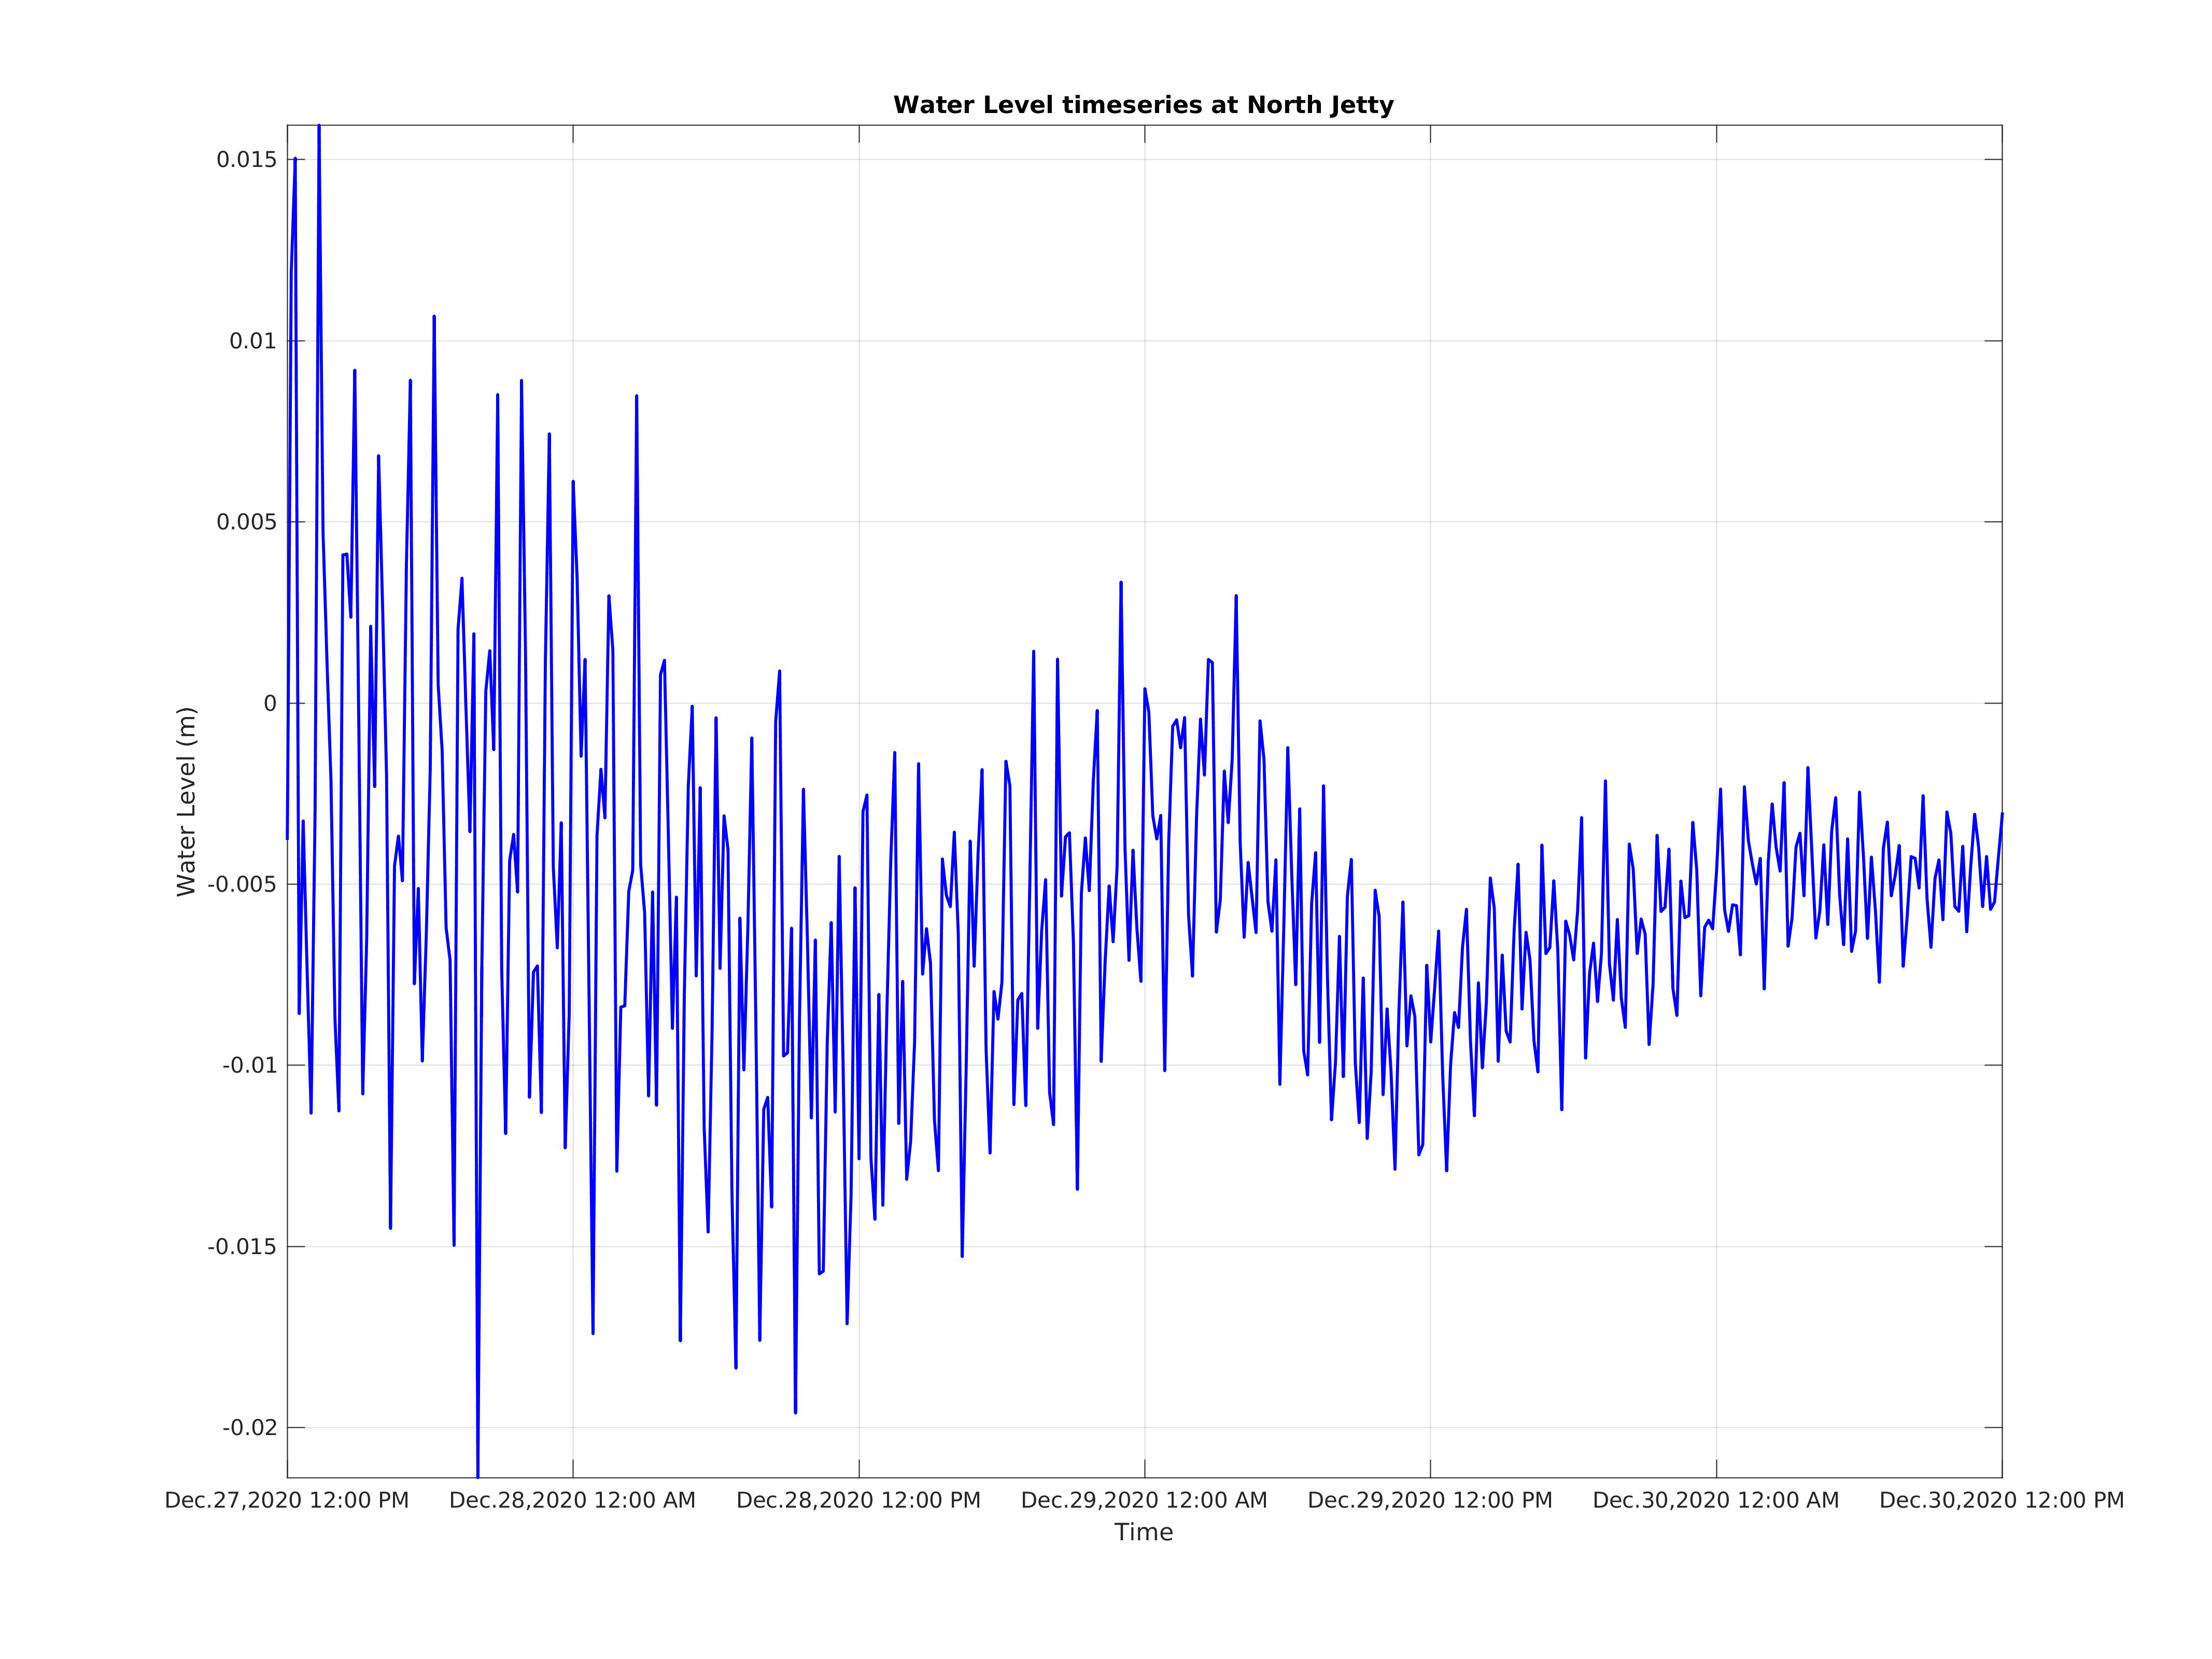 Water Level timeseries at North Jetty
0.015
0.01
0.005
0
-0.005
-0.01
-0.015
-0.02
Water Level (m)
Dec.27,2020 12:00 PM
Dec.28,2020 12:00 AM
Dec.28,2020 12:00 PM
Dec.29,2020 12:00 AM
Dec.29,2020 12:00 PM
Dec.30,2020 12:00 AM
Dec.30,2020 12:00 PM
Time